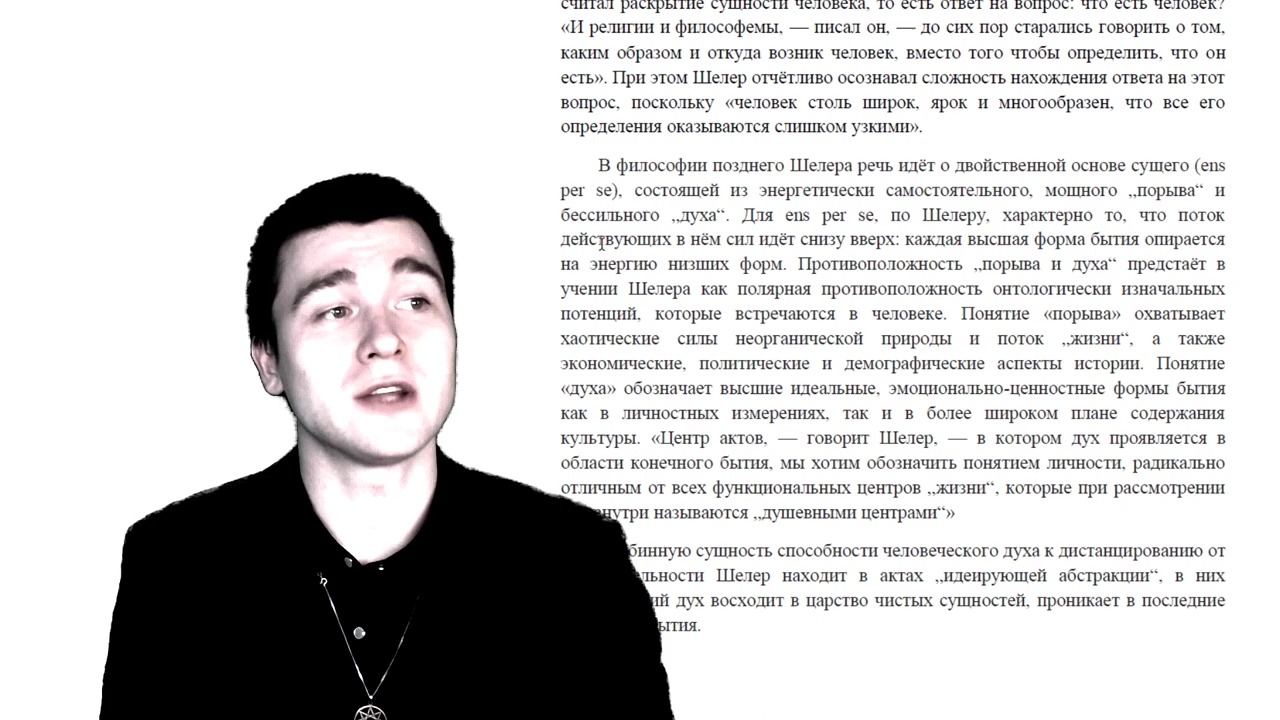 считал раскрытие сущности человека, то есть ответ на вопрос: что есть человек?
«И религии и философемы, — писал он, — до сих пор старались говорить о том,
каким образом и откуда возник человек, вместо того чтобы определить, что он
есть». При этом Шелер отчётливо осознавал сложность нахождения ответа на этот
вопрос, поскольку «человек столь широк, ярок и многообразен, что все его
определения оказываются слишком узкими».
В философии позднего Шелера речь идёт о двойственной основе сущего (ens
per se), состоящей из энергетически самостоятельного, мощного „порыва“ и
бессильного „духа“. Для ens per se, по Шелеру, характерно то, что поток
действующих в нём сил идёт снизу вверх: каждая высшая форма бытия опирается
на энергию низших форм. Противоположность „порыва и духа“ предстаёт в
учении Шелера как полярная противоположность онтологически изначальных
потенций, которые встречаются в человеке. Понятие «порыва» охватывает
хаотические силы неорганической природы и поток „жизни“, а также
экономические, политические и демографические аспекты истории. Понятие
«духа» обозначает высшие идеальные, эмоционально-ценностные формы бытия
как в личностных измерениях, так и в более широком плане содержания
культуры. «Центр актов, — говорит Шелер, — в котором дух проявляется в
области конечного бытия, мы хотим обозначить понятием личности, радикально
отличным от всех функциональных центров „жизни“, которые при рассмотрении
нутри называются „душевными центрами“»
бинную сущность способности человеческого духа к дистанцированию от
льности Шелер находит в актах „идеирующей абстракции“, в них
ий дух восходит в царство чистых сущностей, проникает в последние
ытия.